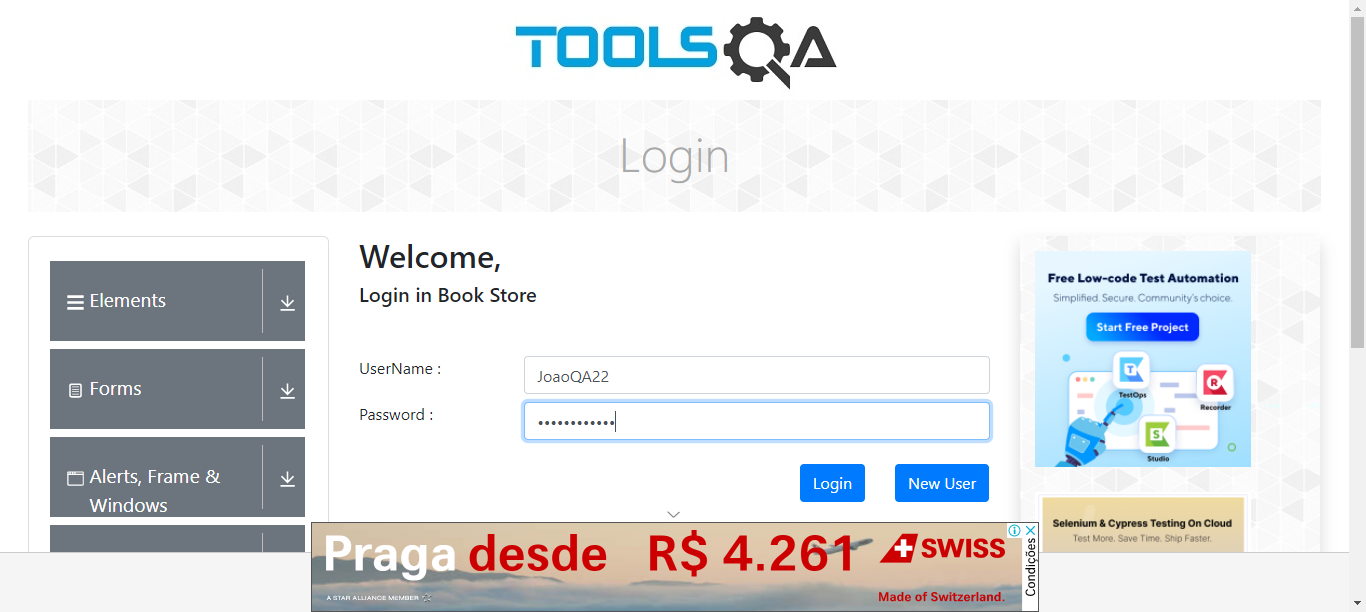 TOOLSQA
Login
Elements
Forms
Alerts, Frame &
Windows
Welcome,
Login in Book Store
UserName :
JoaoQA22
Password :
••••••••••••
Login
New User
Free Low-code Test Automation
Simplified. Secure. Community's choice.
Start Free Project
TestOps
Recorder
Studio
Selenium & Cypress Testing On Cloud
Test More. Save Time. Ship Faster.
Praga desde R$ 4.261
SWISS
A STAR ALLIANCE MEMBER
Made of Switzerland.
Condições